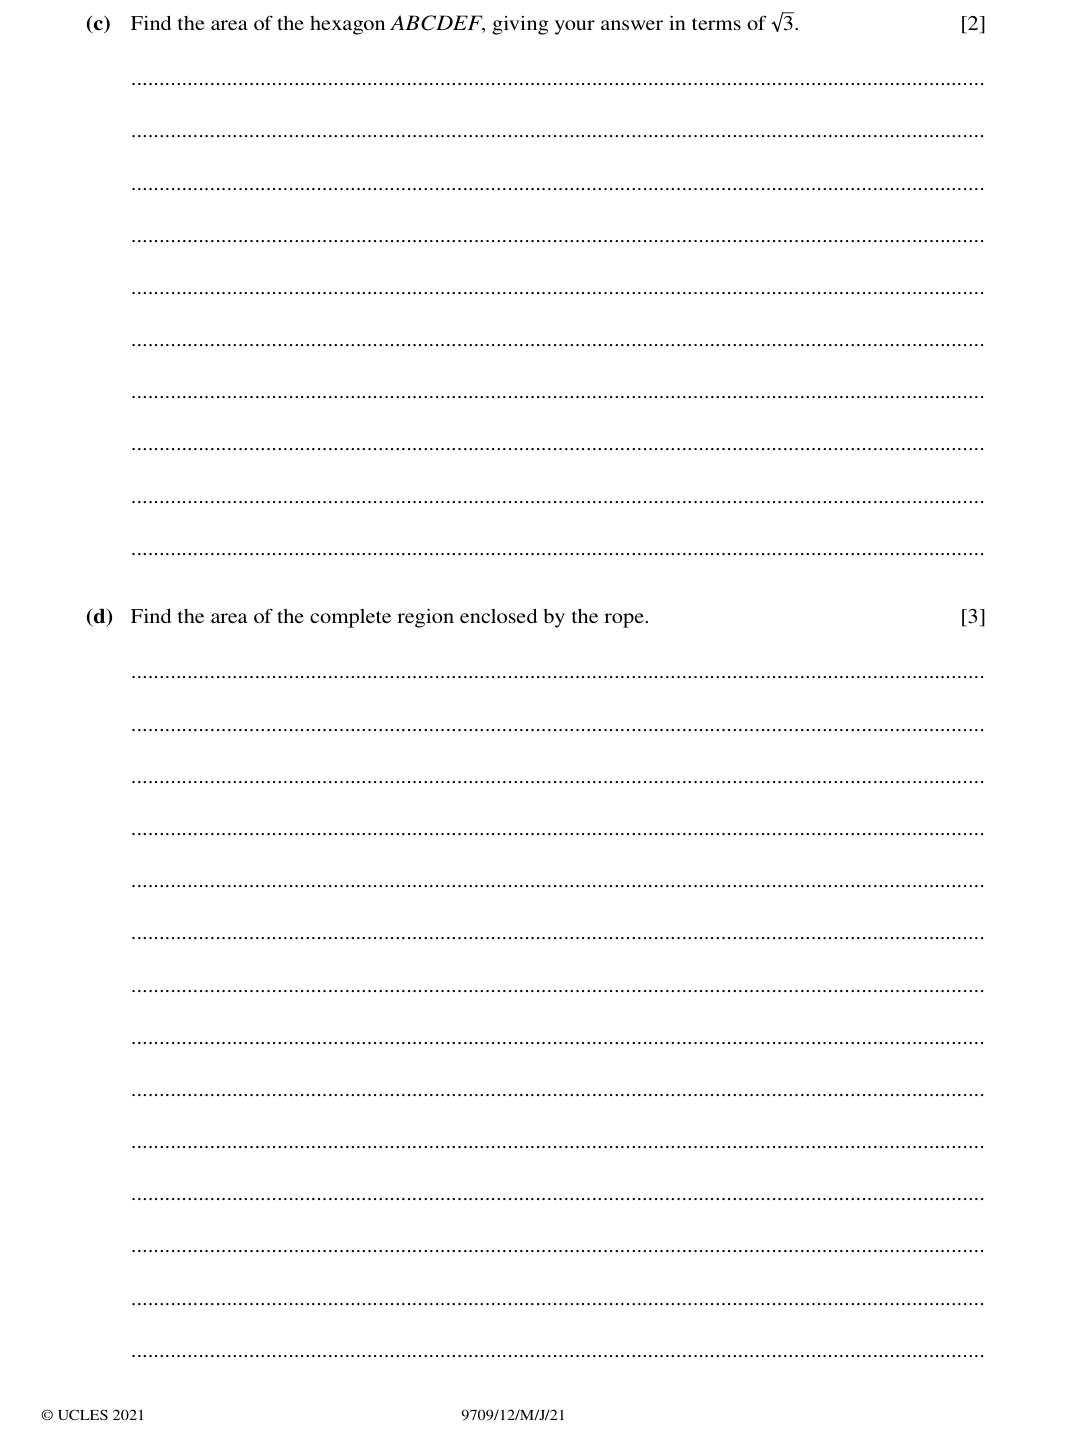 (c) Find the area of the hexagon ABCDEF, giving your answer in terms of √3. [2]
(d) Find the area of the complete region enclosed by the rope. [3]
© UCLES 2021 9709/12/M/J/21